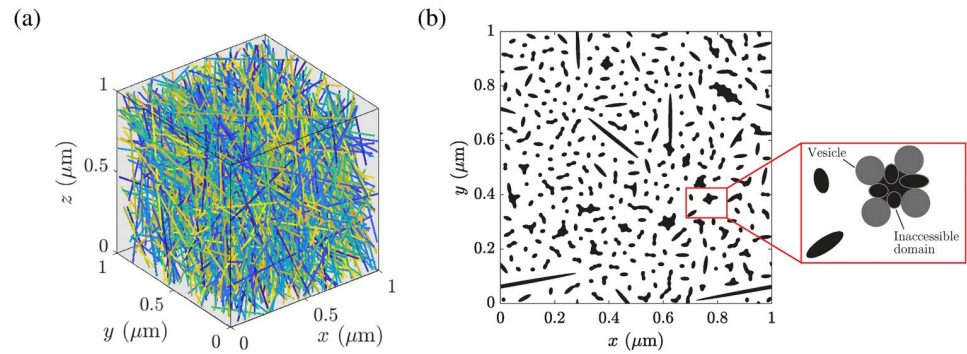 (a)
1
z (μm)
0.5
0
1
y (μm)
0.5
0
0
0.5
1
x (μm)
(b)
1
0.8
0.6
y (μm)
0.4
0.2
0
0 0.2 0.4 0.6 0.8 1
x (μm)
Vesicle
Inaccessible
domain